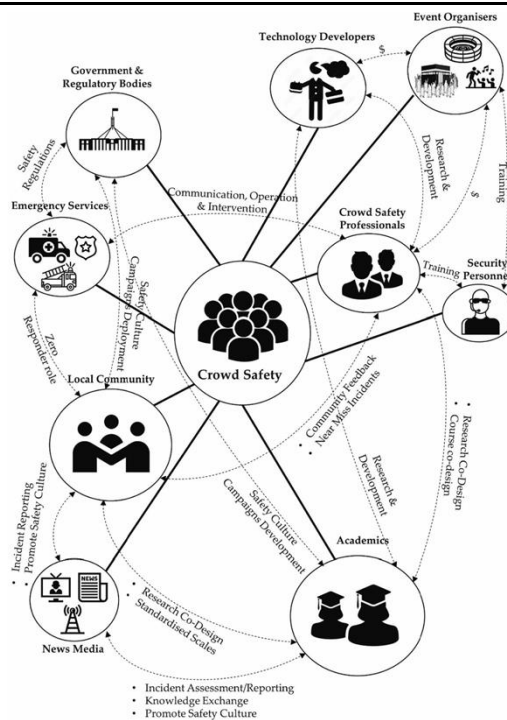 Event Organisers
Technology Developers
$
Government &
Regulatory Bodies
Safety
Regulations
Research &
Development
$
Training
Communication, Operation
& Intervention
Emergency Services
Crowd Safety
Professionals
Training
Security
Personnel
Safety Culture
Campaigns Deployment
Crowd Safety
Zero
Responder role
Local Community
• Community Feedback
• Near Miss Incidents
• Research Co-Design
• Course co-design
• Incident Reporting
• Promote Safety Culture
Safety Culture
Campaigns Development
Research &
Development
Academics
NEWS
• Research Co-Design
• Standardised Scales
News Media
• Incident Assessment/Reporting
• Knowledge Exchange
• Promote Safety Culture